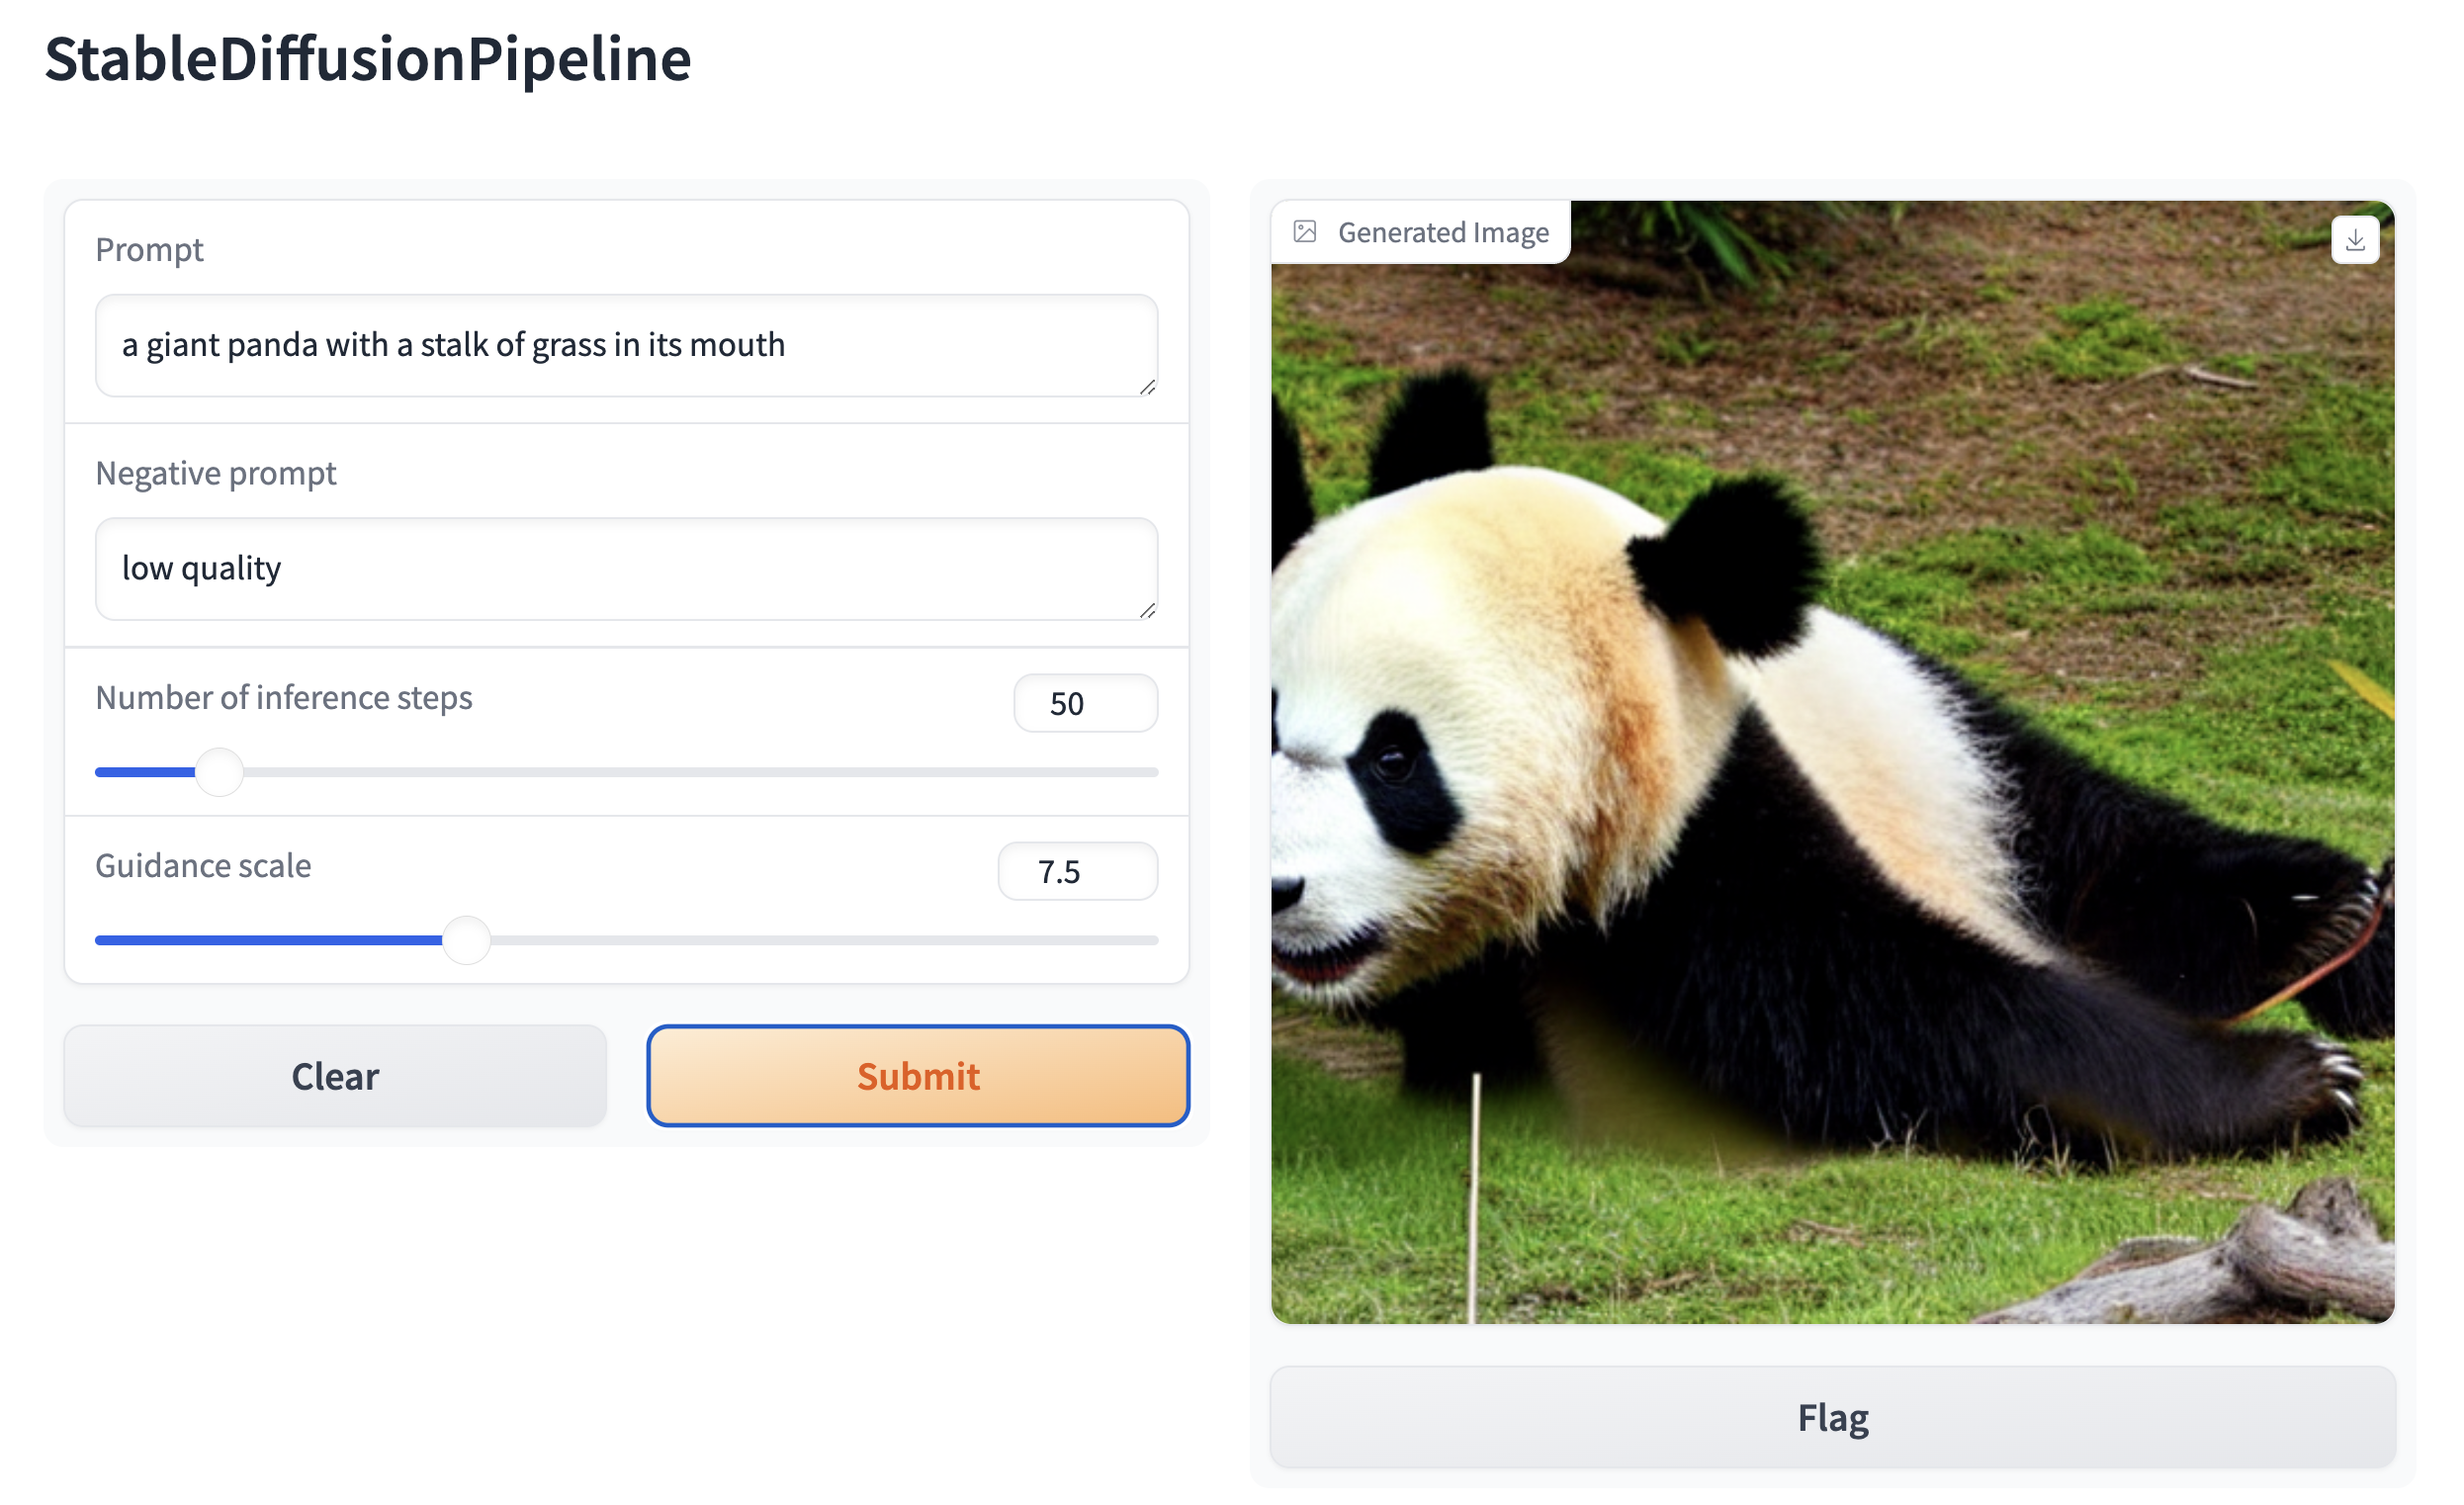 StableDiffusionPipeline
Prompt
a giant panda with a stalk of grass in its mouth
Negative prompt
low quality
Number of inference steps
50
Guidance scale
7.5
Clear
Submit
Generated Image
Flag